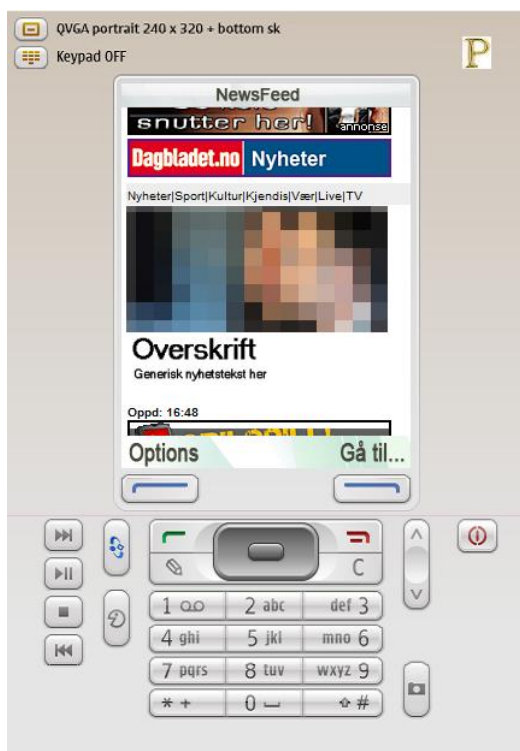 QVGA portrait 240 x 320 + bottom sk
Keypad OFF
P
NewsFeed
snutter her!
annonse
Dagbladet.no Nyheter
Nyheter|Sport|Kultur|Kjendis|Vær|Live|TV
Overskrift
Generisk nyhetstekst her
Oppd: 16:48
Options Gå til...
C
1 2 abc def 3
4 ghi 5 jkl mno 6
7 pqrs 8 tuv wxyz 9
* + 0 #